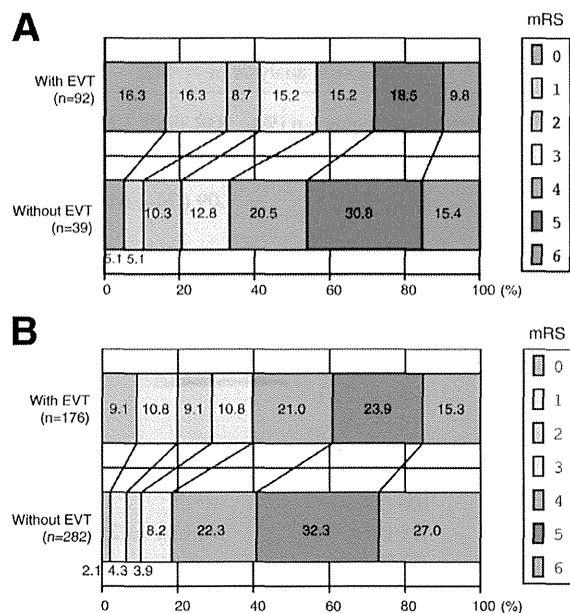 A
mRS
With EVT
(n=92)
16.3 16.3 8.7 15.2 15.2 18.5 9.8
0
1
2
3
4
5
6
Without EVT
(n=39)
10.3 12.8 20.5 30.8 15.4
5.1 5.1
0 20 40 60 80 100 (%)
B
mRS
With EVT
(n=176)
9.1 10.8 9.1 10.8 21.0 23.9 15.3
0
1
2
3
4
5
6
Without EVT
(n=282)
8.2 22.3 32.3 27.0
2.1 4.3 3.9
0 20 40 60 80 100 (%)